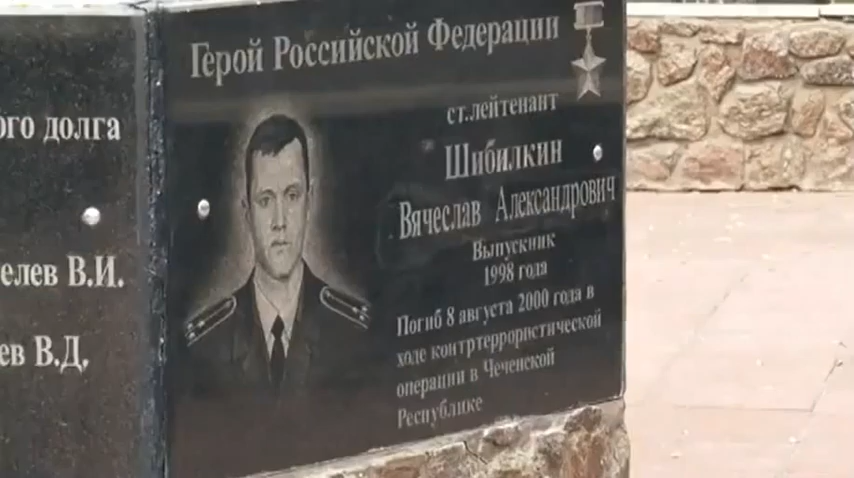 ого долга
елев В.И.
ев В.Д.
Герой Российской Федерации
ст.лейтенант
Шибилкин
Вячеслав Александрович
Выпускник
1998 года
Погиб 8 августа 2000 года в
ходе контртеррористической
операции в Чеченской
Республике